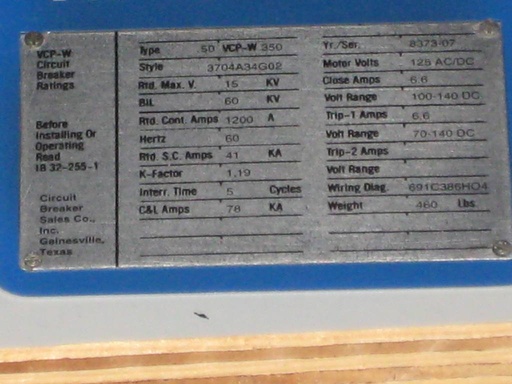 VCP-W
Circuit
Breaker
Ratings
Before
Installing Or
Operating
Read
IB 32-255-1
Circuit
Breaker
Sales Co.,
Inc.
Gainesville,
Texas
Type 50 VCP-W 350
Style 3704A34G02
Rtd. Max. V. 15 KV
BIL 60 KV
Rtd. Cont. Amps 1200 A
Hertz 60
Rtd. S.C. Amps 41 KA
K-Factor 1.19
Interr. Time 5 Cycles
C&L Amps 78 KA
Yr./Ser. 8373-07
Motor Volts 125 AC/DC
Close Amps 6.6
Volt Range 100-140 DC
Trip-1 Amps 6.6
Volt Range 70-140 DC
Trip-2 Amps
Volt Range
Wiring Diag. 691C386HO4
Weight 460 Lbs